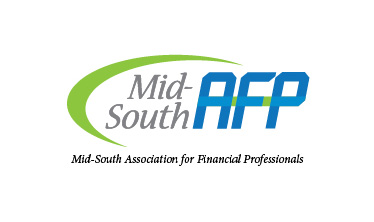 Mid-
South AFP
Mid-South Association for Financial Professionals